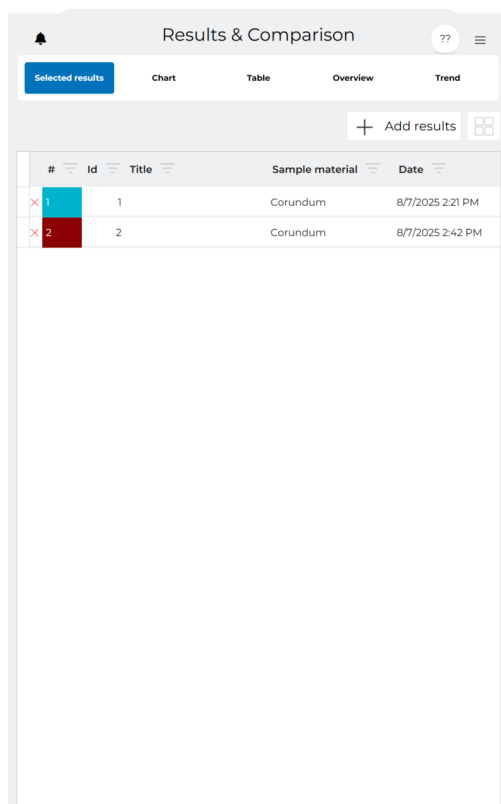 Results & Comparison
??
Selected results Chart Table Overview Trend
Add results
# Id Title Sample material Date
1 1 Corundum 8/7/2025 2:21 PM
2 2 Corundum 8/7/2025 2:42 PM